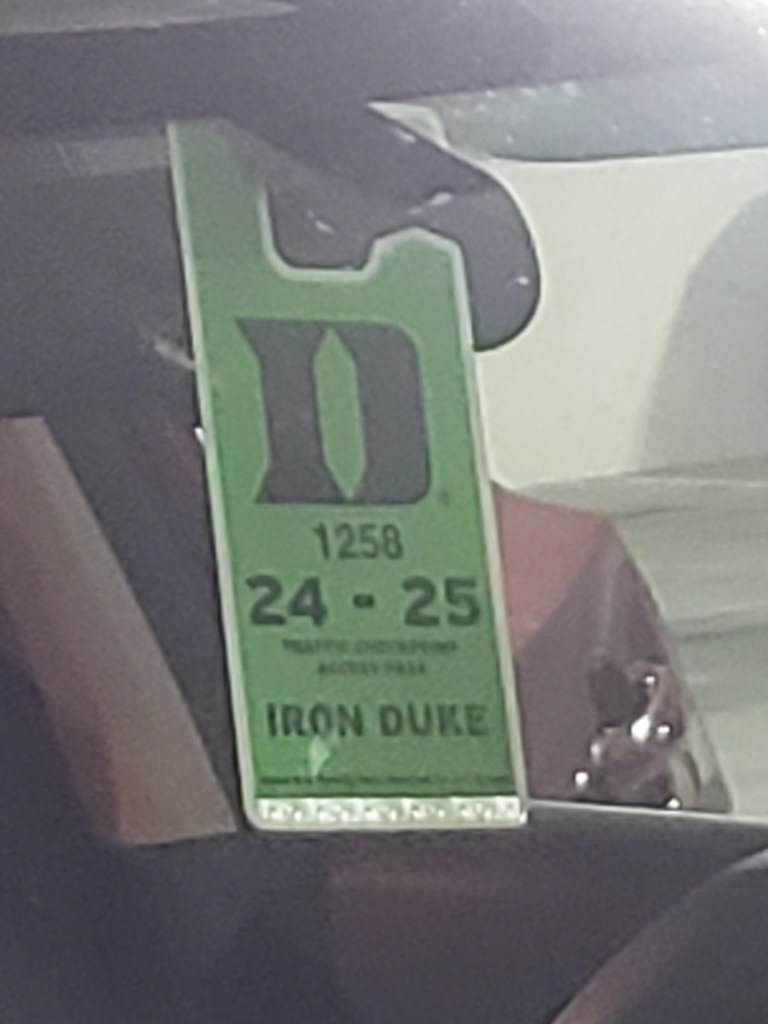 D
1258
24 - 25
TRAFFIC CHECKPOINT
ACCESS PASS
IRON DUKE